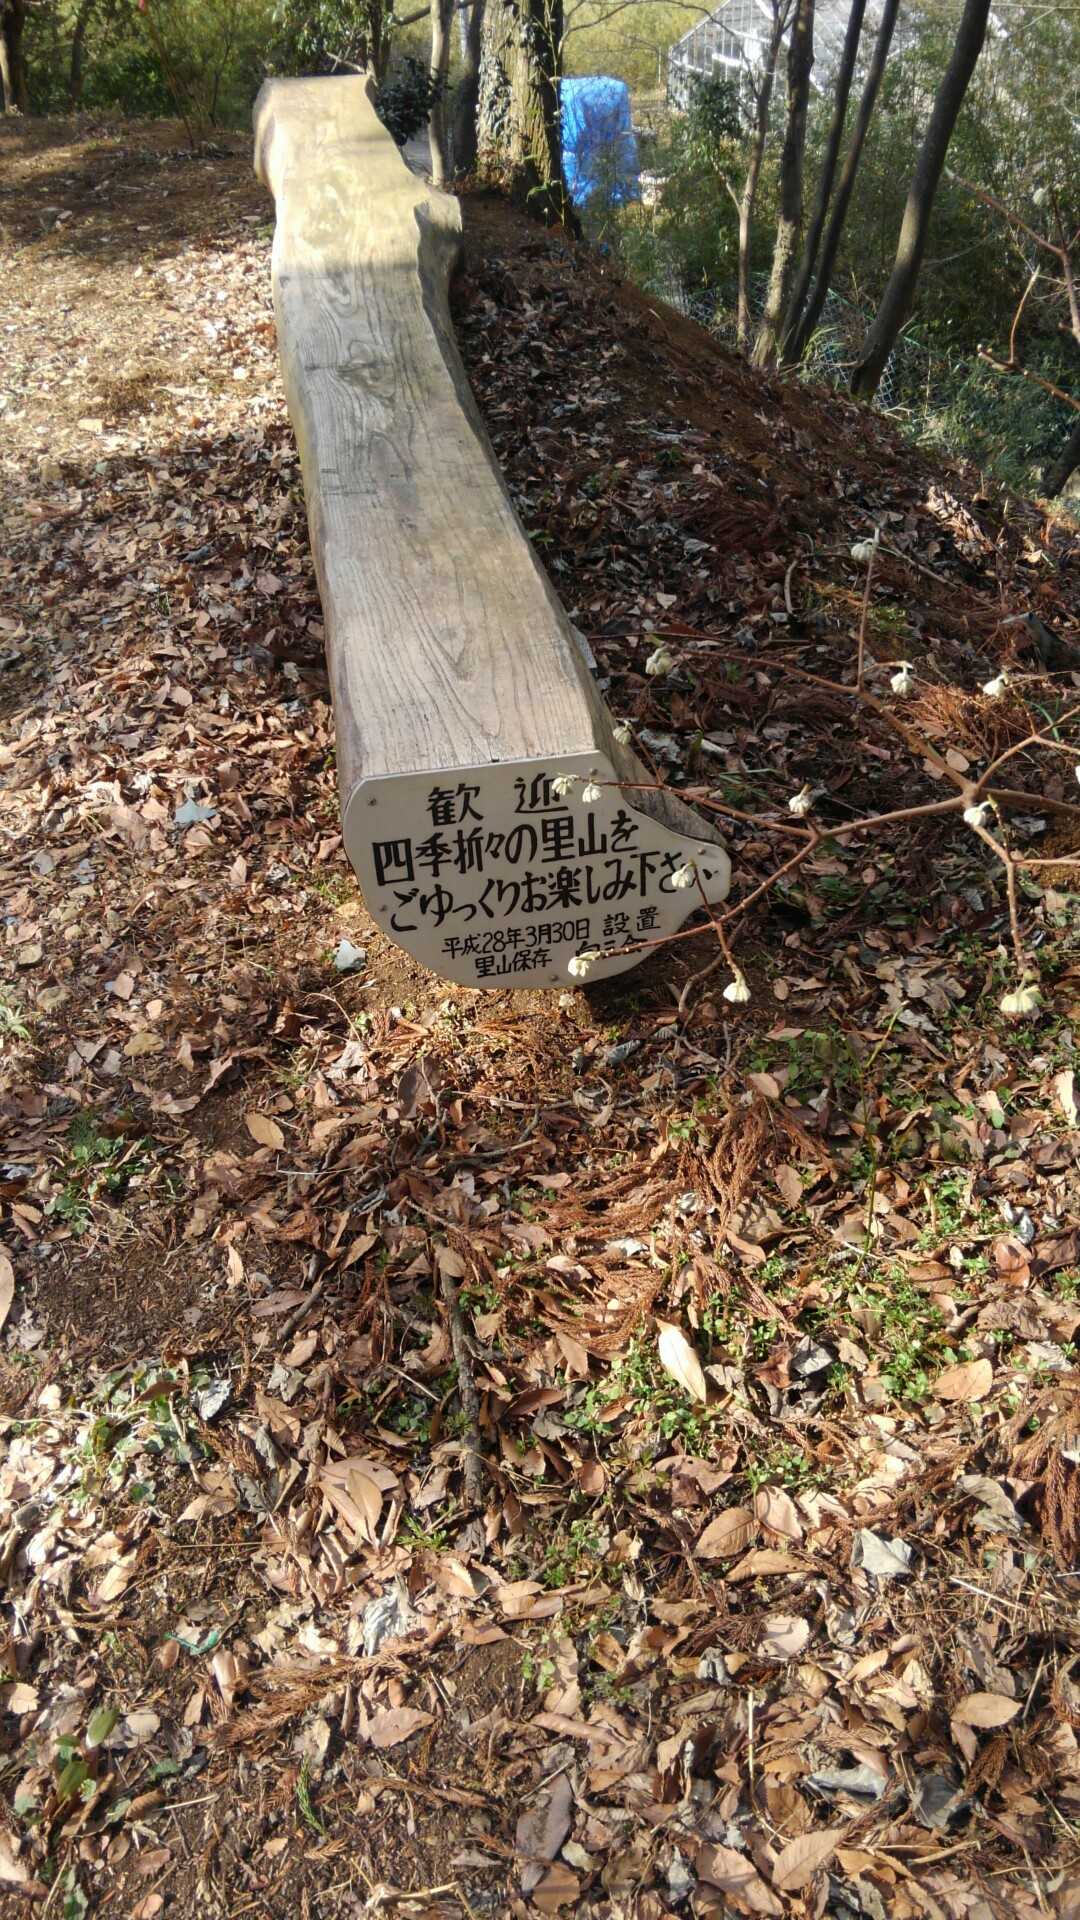 歓迎
四季折々の里山を
ごゆっくりお楽しみ下さい
平成28年3月30日 設置
里山保存